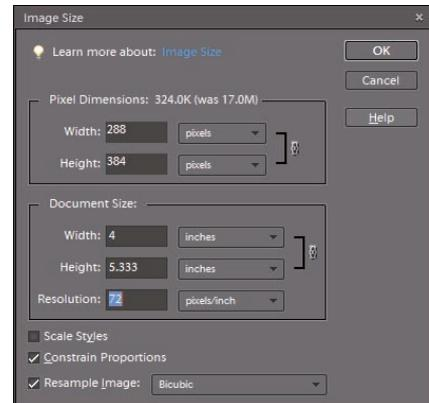 Image Size
Learn more about: Image Size
OK
Cancel
Help
Pixel Dimensions: 324.0K (was 17.0M)
Width: 288 pixels
Height: 384 pixels
Document Size:
Width: 4 inches
Height: 5.333 inches
Resolution: 72 pixels/inch
Scale Styles
Constrain Proportions
Resample Image: Bicubic